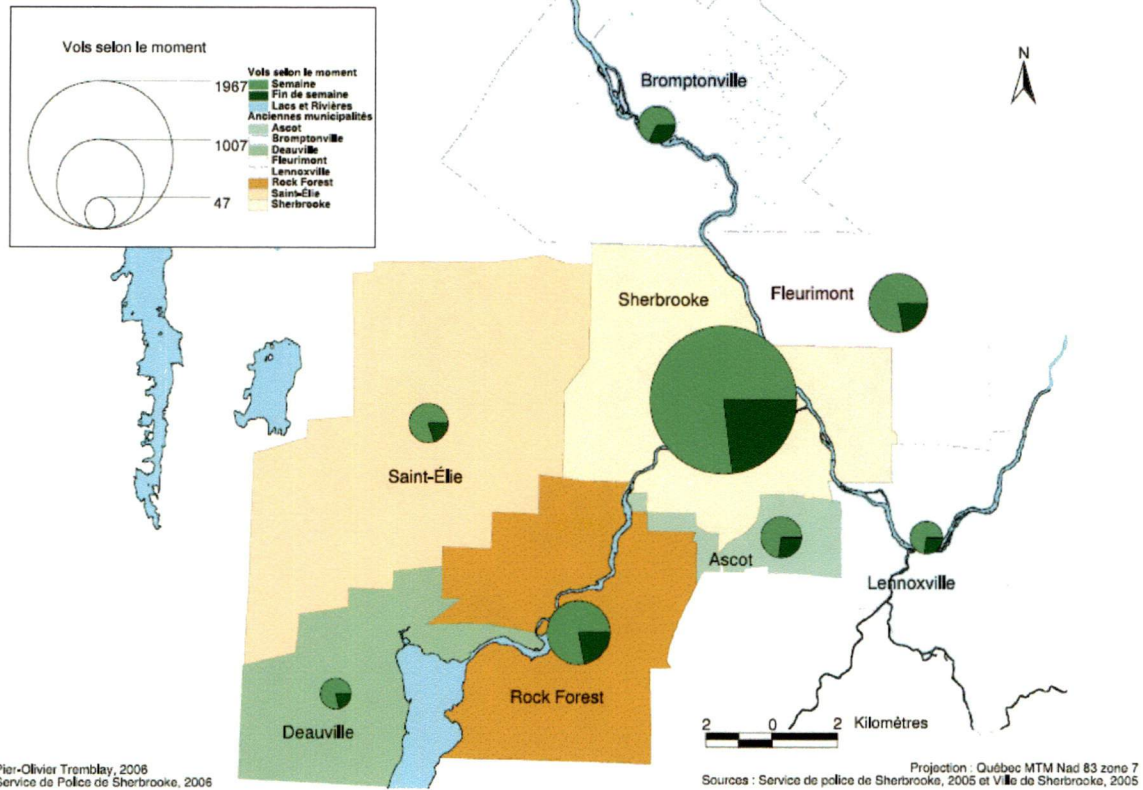 Vols selon le moment
1967
1007
47
Vols selon le moment
Semaine
Fin de semaine
Lacs et Rivières
Anciennes municipalités
Ascot
Bromptonville
Deauville
Fleurimont
Lennoxville
Rock Forest
Saint-Élie
Sherbrooke
N
Bromptonville
Sherbrooke
Fleurimont
Saint-Élie
Ascot
Lennoxville
Rock Forest
Deauville
2 0 2 Kilomètres
Pier-Olivier Tremblay, 2006
Service de Police de Sherbrooke, 2006
Projection : Québec MTM Nad 83 zone 7
Sources : Service de police de Sherbrooke, 2005 et Ville de Sherbrooke, 2005